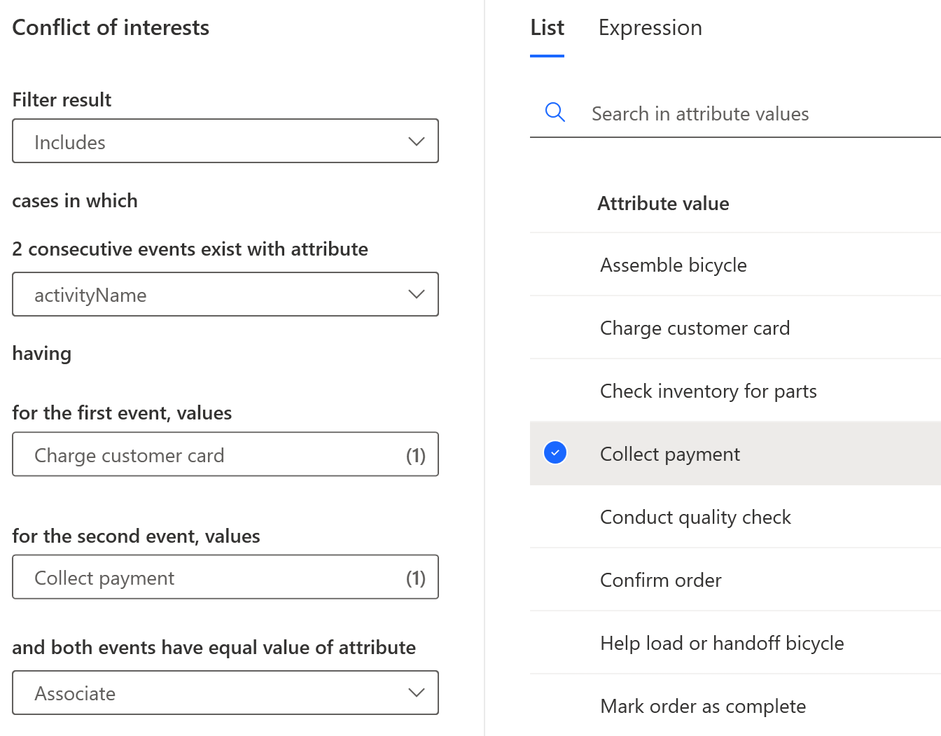 Conflict of interests
Filter result
Includes
cases in which
2 consecutive events exist with attribute
activityName
having
for the first event, values
Charge customer card (1)
for the second event, values
Collect payment (1)
and both events have equal value of attribute
Associate
List Expression
Search in attribute values
Attribute value
Assemble bicycle
Charge customer card
Check inventory for parts
Collect payment
Conduct quality check
Confirm order
Help load or handoff bicycle
Mark order as complete